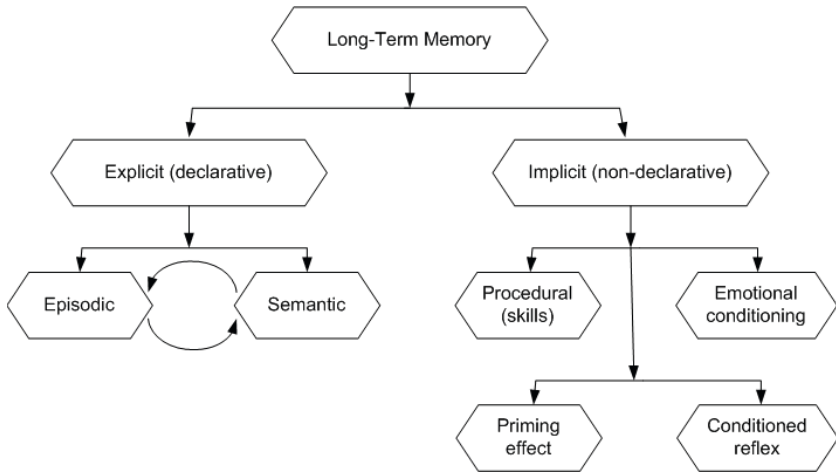 Long-Term Memory
Explicit (declarative)
Implicit (non-declarative)
Episodic
Semantic
Procedural
(skills)
Emotional
conditioning
Priming
effect
Conditioned
reflex